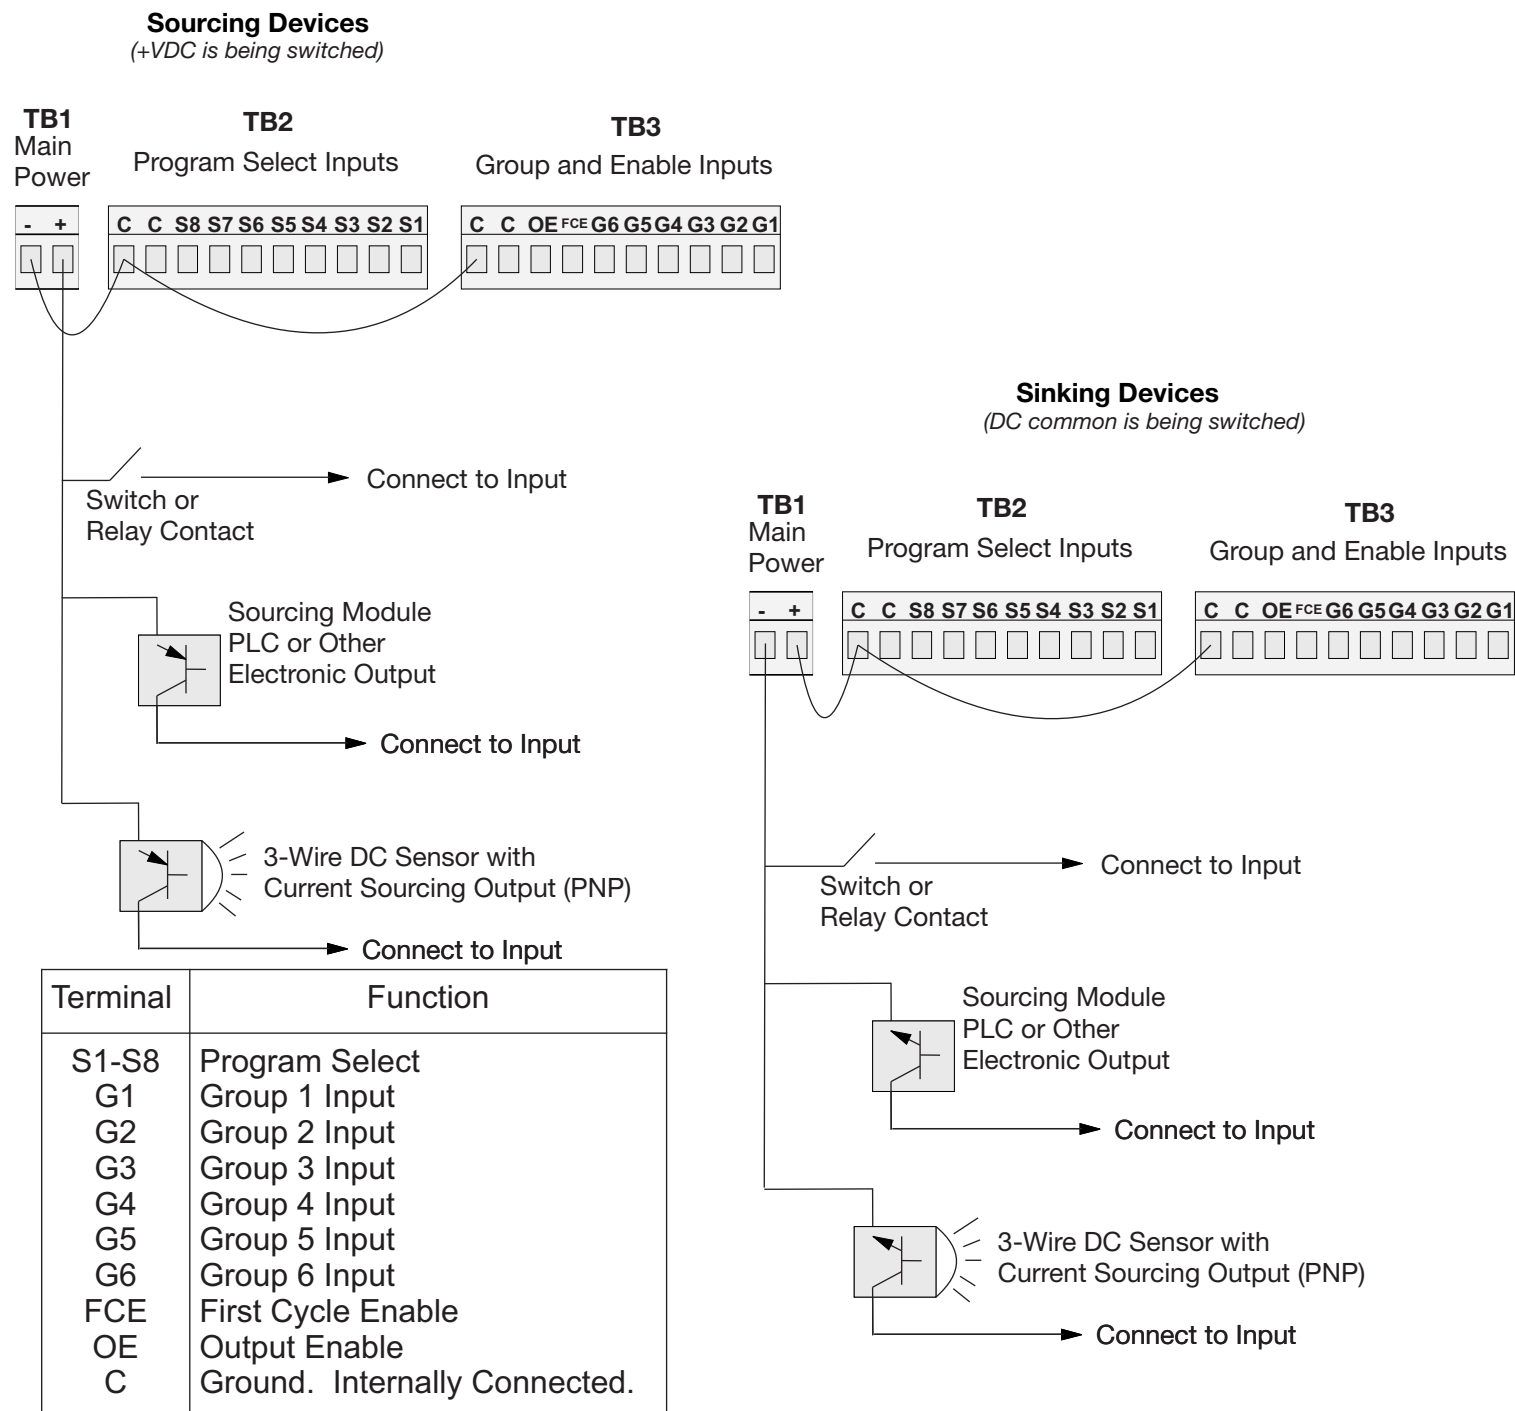 Sourcing Devices
(+VDC is being switched)
TB1
Main
Power
TB2
Program Select Inputs
TB3
Group and Enable Inputs
- +
C C S8 S7 S6 S5 S4 S3 S2 S1
C C OE FCE G6 G5 G4 G3 G2 G1
Switch or
Relay Contact
Connect to Input
Sourcing Module
PLC or Other
Electronic Output
Connect to Input
3-Wire DC Sensor with
Current Sourcing Output (PNP)
Connect to Input
Sinking Devices
(DC common is being switched)
TB1
Main
Power
TB2
Program Select Inputs
TB3
Group and Enable Inputs
- +
C C S8 S7 S6 S5 S4 S3 S2 S1
C C OE FCE G6 G5 G4 G3 G2 G1
Switch or
Relay Contact
Connect to Input
Sourcing Module
PLC or Other
Electronic Output
Connect to Input
3-Wire DC Sensor with
Current Sourcing Output (PNP)
Connect to Input
Terminal Function
S1-S8 Program Select
G1 Group 1 Input
G2 Group 2 Input
G3 Group 3 Input
G4 Group 4 Input
G5 Group 5 Input
G6 Group 6 Input
FCE First Cycle Enable
OE Output Enable
C Ground. Internally Connected.